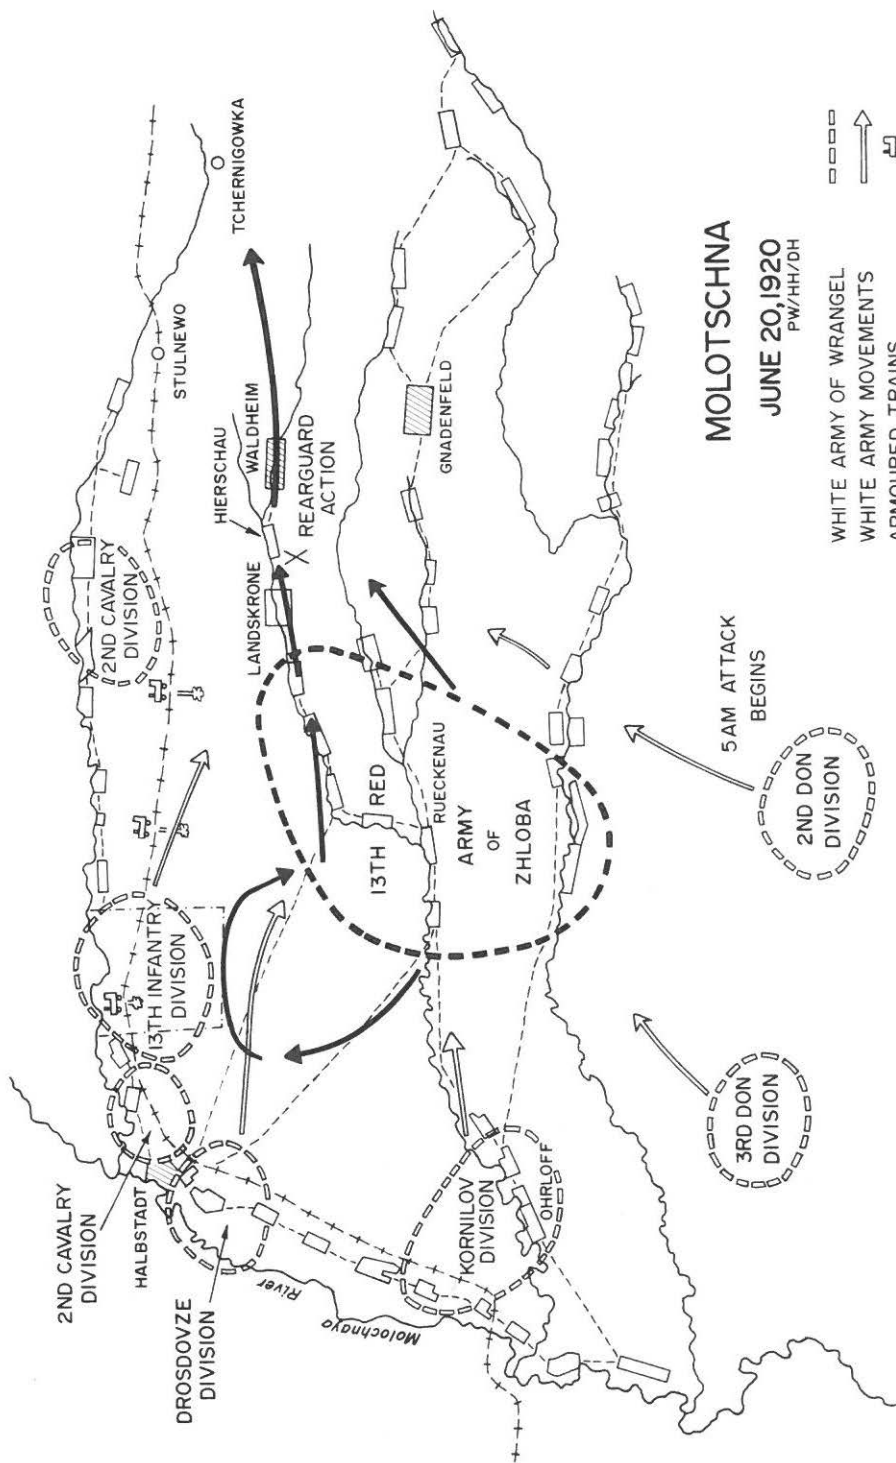 TCHERNIGOWKA
STULNEWO
2ND CAVALRY
DIVISION
HIERSCHAU
WALDHEIM
LANDSKRONE
REARGUARD
ACTION
GNADENFELD
13TH INFANTRY
DIVISION
2ND CAVALRY
DIVISION
HALBSTADT
DROSDOVZE
DIVISION
River
Molochnaya
13TH RED
RUECKENAU
ARMY
OF
ZHLOBA
KORNILOV
DIVISION
OHRLOFF
5AM ATTACK
BEGINS
2ND DON
DIVISION
3RD DON
DIVISION
MOLOTSCHNA
JUNE 20,1920
PW/HH/DH
WHITE ARMY OF WRANGEL
WHITE ARMY MOVEMENTS
ARMOURED TRAINS